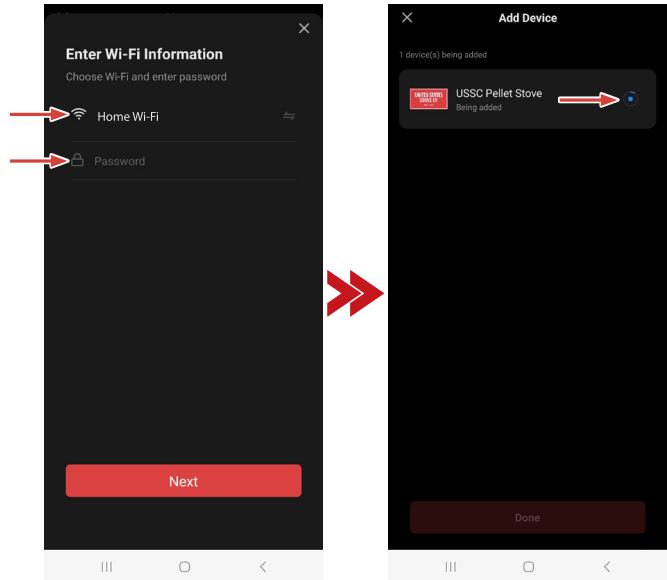 Enter Wi-Fi Information
Choose Wi-Fi and enter password
Home Wi-Fi
Password
Next
Add Device
1 device(s) being added
UNITED STATES
STOVE CO
USSC Pellet Stove
Being added
Done